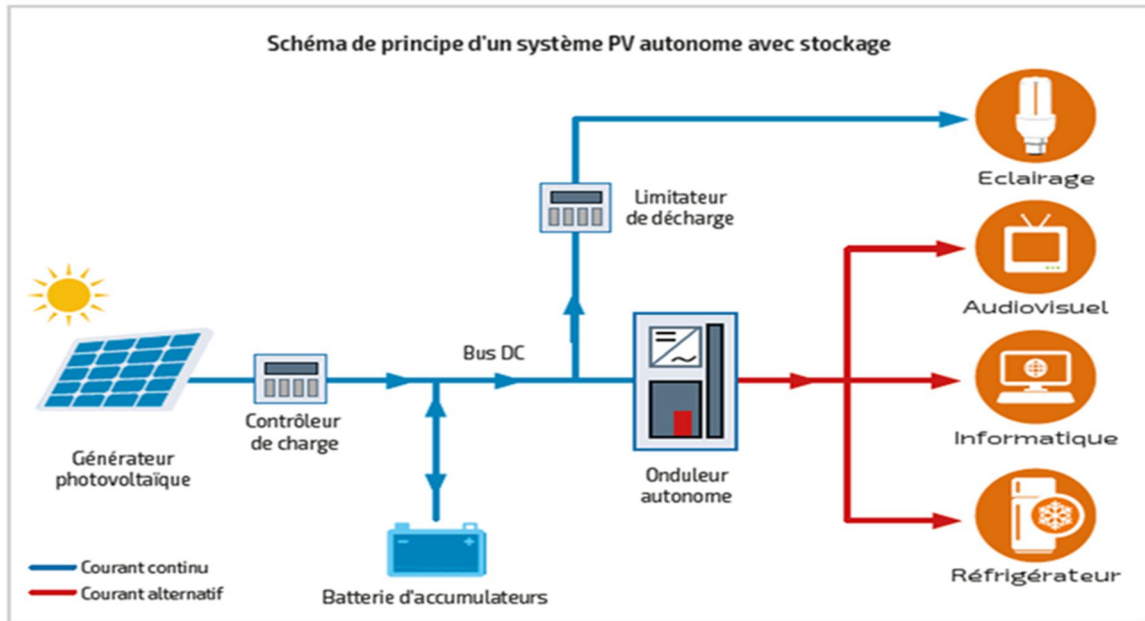 Schéma de principe d'un système PV autonome avec stockage
Eclairage
Limitateur
de décharge
Audiovisuel
Bus DC
Contrôleur
de charge
Informatique
Générateur
photovoltaïque
Onduleur
autonome
Courant continu
Courant alternatif
Batterie d'accumulateurs
Réfrigérateur